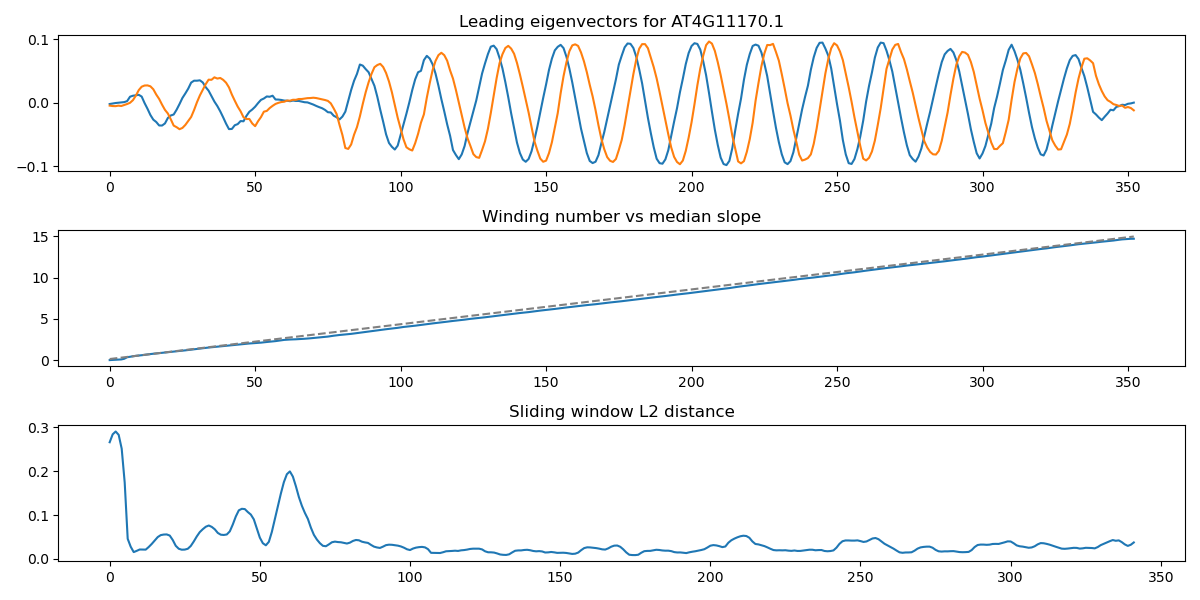 Leading eigenvectors for AT4G11170.1
0.1
0.0
−0.1
0 50 100 150 200 250 300 350
Winding number vs median slope
15
10
5
0
0 50 100 150 200 250 300 350
Sliding window L2 distance
0.3
0.2
0.1
0.0
0 50 100 150 200 250 300 350